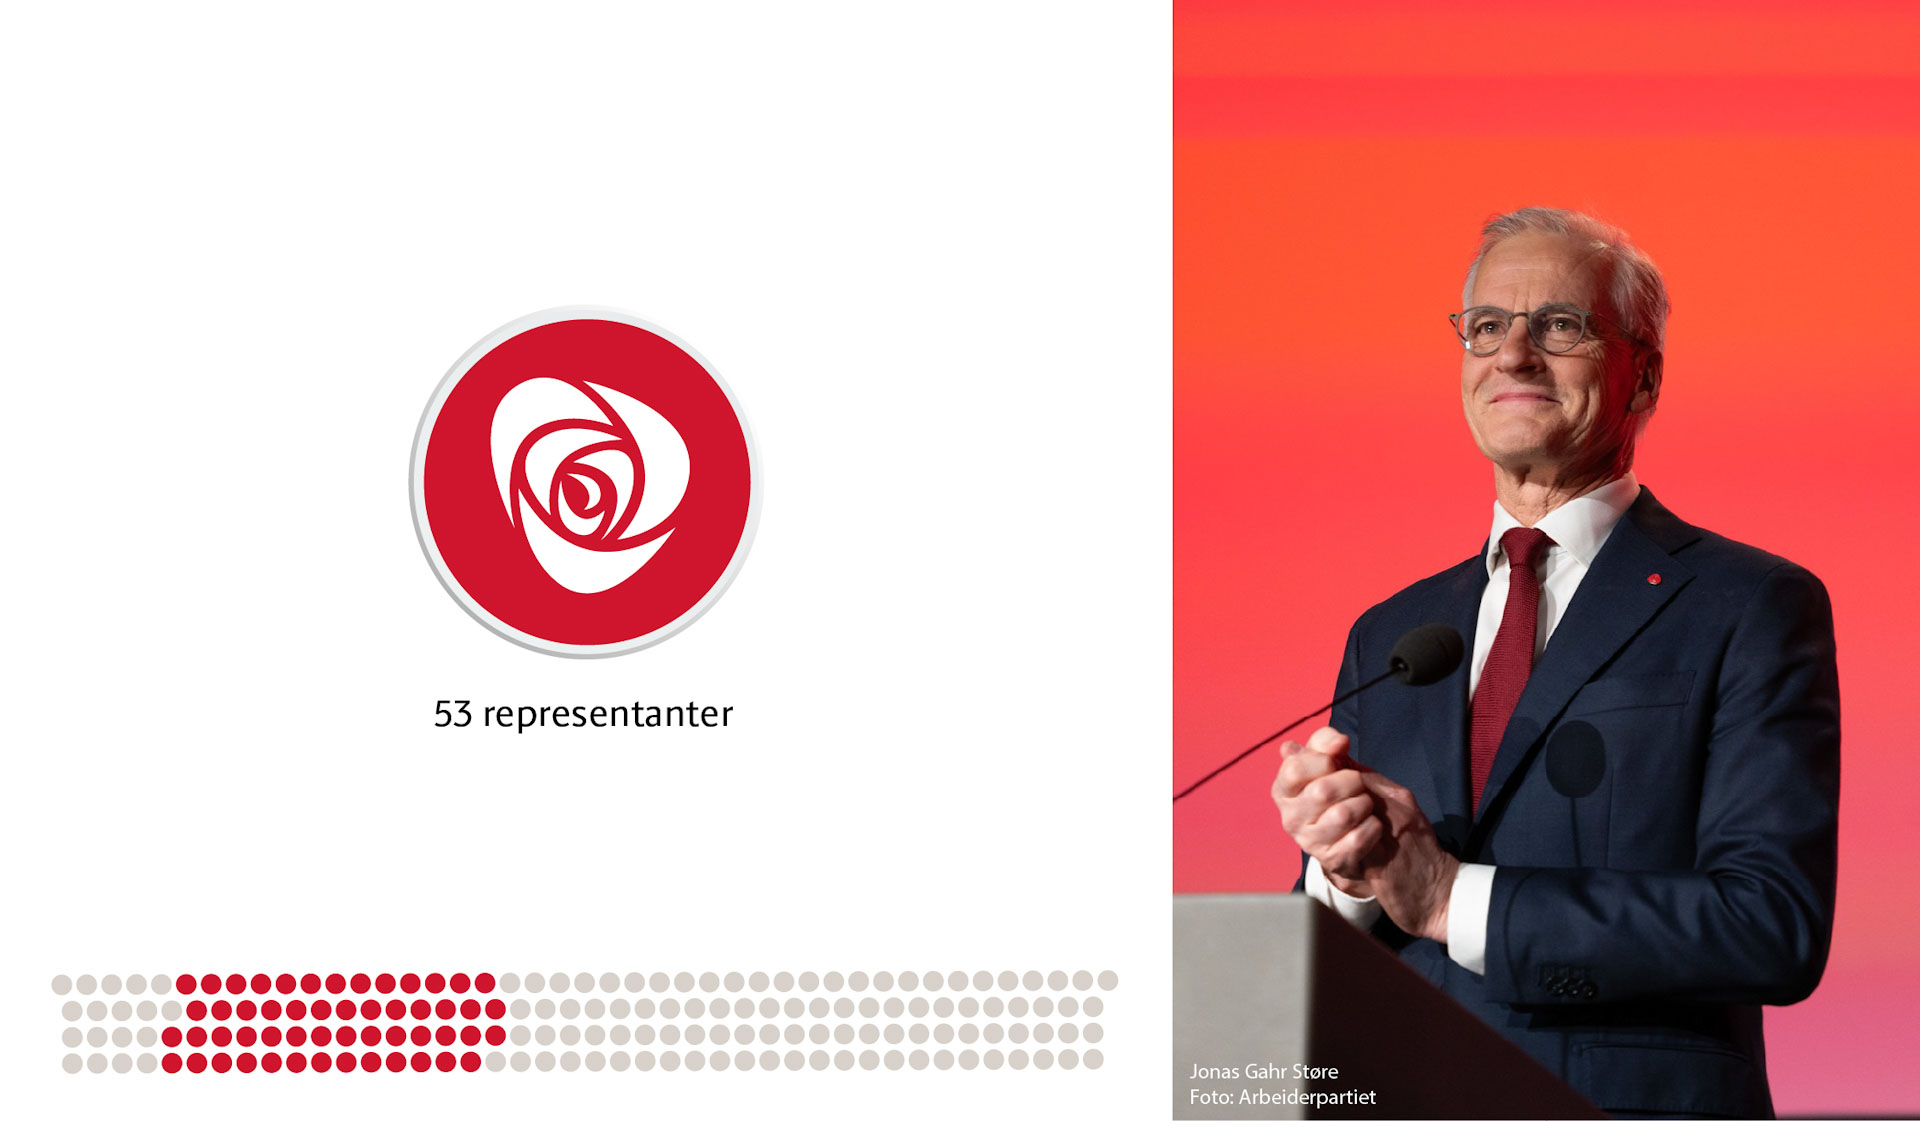 53 representanter
Jonas Gahr Støre
Foto: Arbeiderpartiet